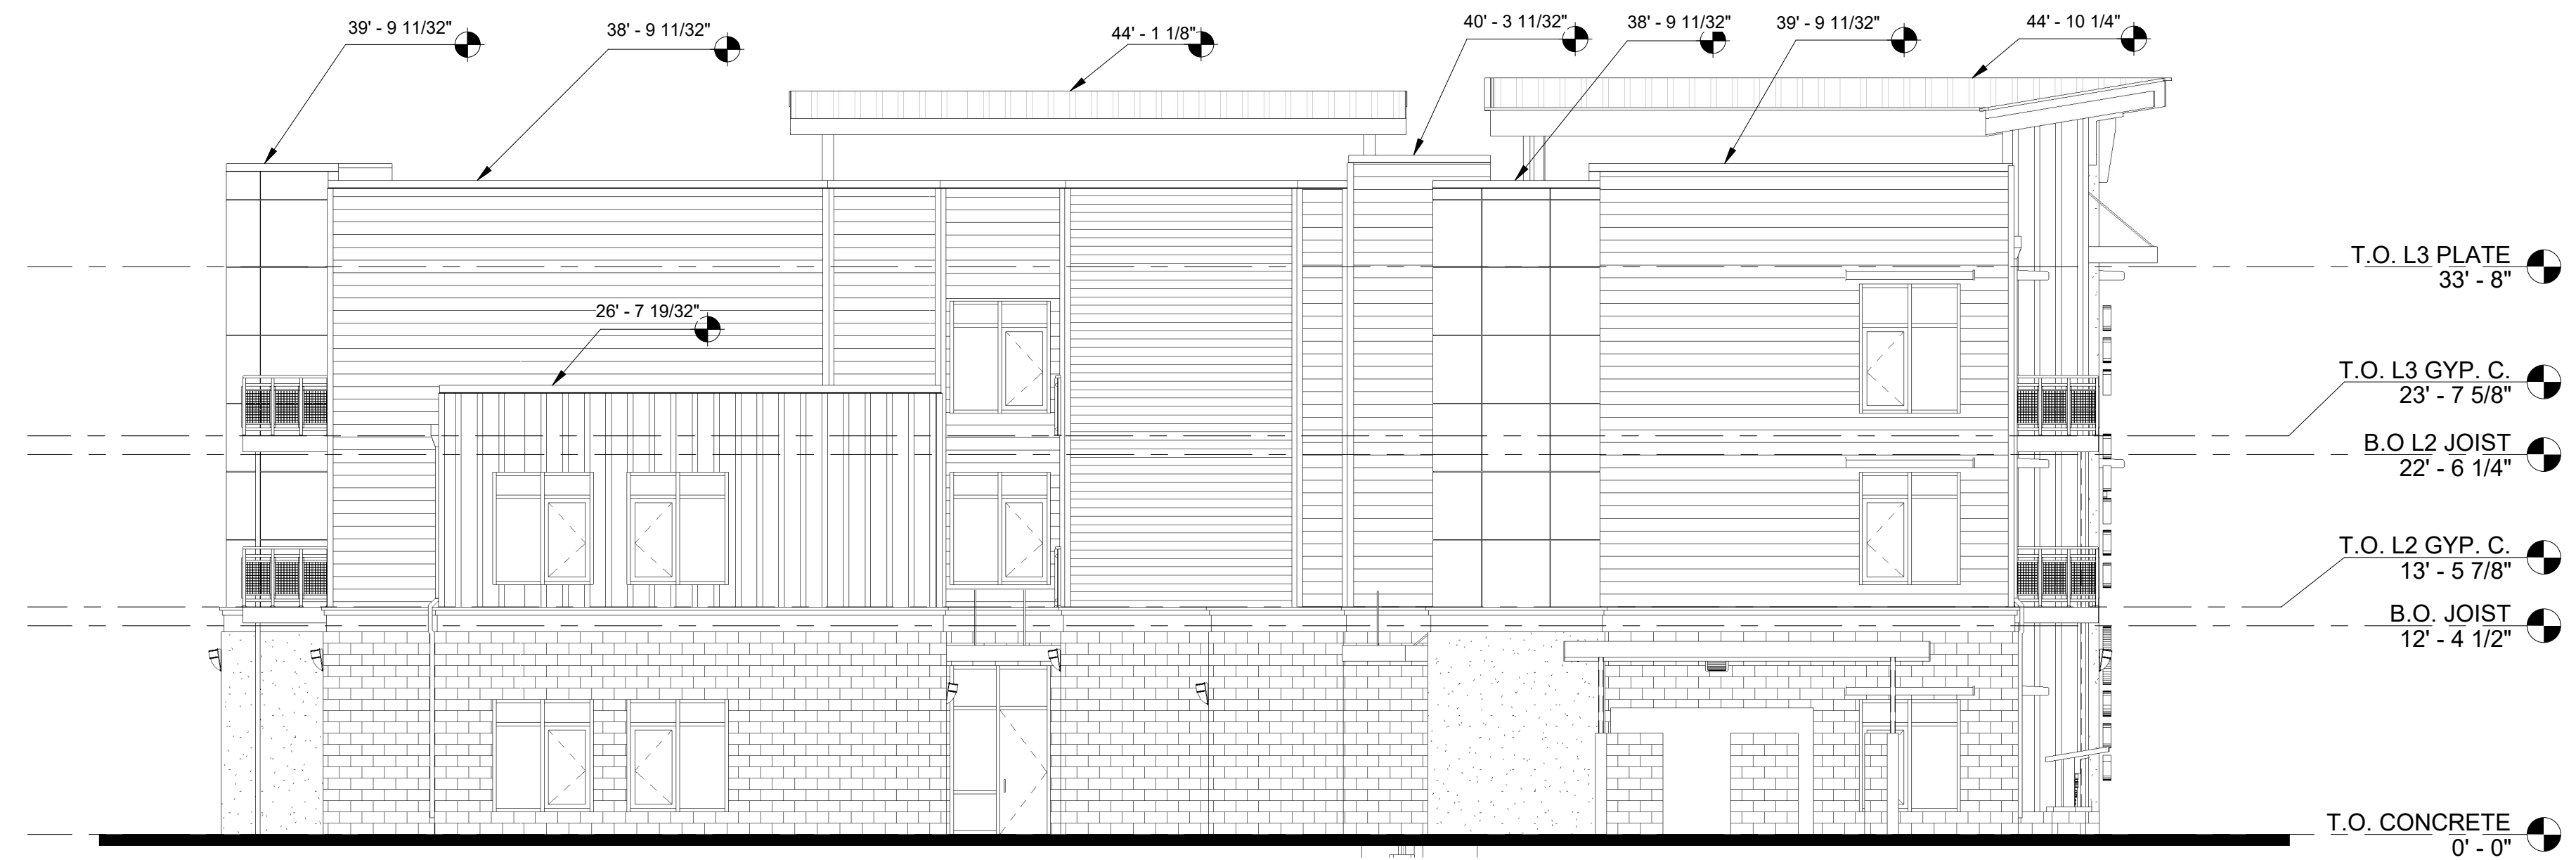 39' - 9 11/32"
38' - 9 11/32"
44' - 1 1/8"
40' - 3 11/32"
38' - 9 11/32"
39' - 9 11/32"
44' - 10 1/4"
26' - 7 19/32"
T.O. L3 PLATE
33' - 8"
T.O. L3 GYP. C.
23' - 7 5/8"
B.O L2 JOIST
22' - 6 1/4"
T.O. L2 GYP. C.
13' - 5 7/8"
B.O. JOIST
12' - 4 1/2"
T.O. CONCRETE
0' - 0"